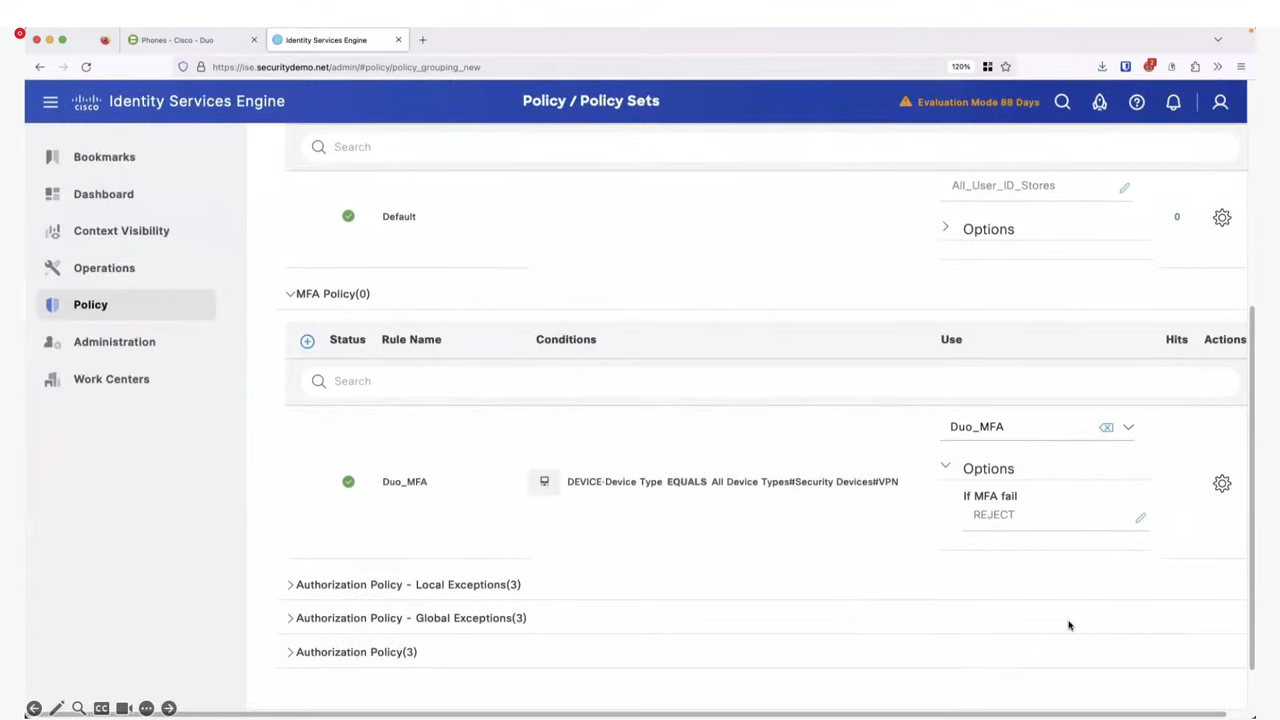 Phones - Cisco - Duo
Identity Services Engine
https://ise.securitydemo.net/admin/#policy/policy_grouping_new
120%
cisco
Identity Services Engine
Policy / Policy Sets
Evaluation Mode 88 Days
Bookmarks
Dashboard
Context Visibility
Operations
Policy
Administration
Work Centers
Search
All_User_ID_Stores
Default
0
Options
MFA Policy(0)
Status Rule Name Conditions Use Hits Actions
Search
Duo_MFA
Options
Duo_MFA DEVICE·Device Type EQUALS All Device Types#Security Devices#VPN
If MFA fail
REJECT
Authorization Policy - Local Exceptions(3)
Authorization Policy - Global Exceptions(3)
Authorization Policy(3)
CC